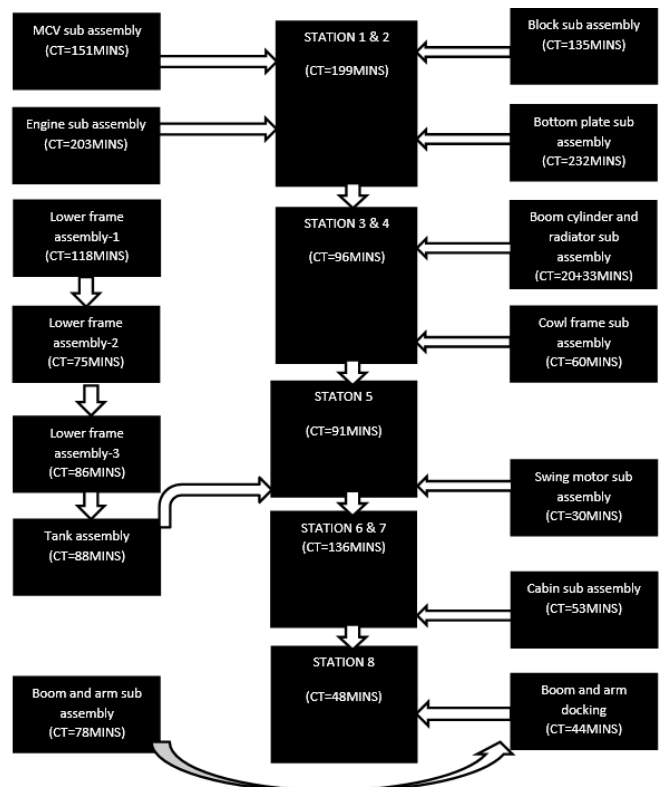 MCV sub assembly
(CT=151MINS)
STATION 1 & 2
(CT=199MINS)
Block sub assembly
(CT=135MINS)
Engine sub assembly
(CT=203MINS)
Bottom plate sub
assembly
(CT=232MINS)
Lower frame
assembly-1
(CT=118MINS)
STATION 3 & 4
(CT=96MINS)
Boom cylinder and
radiator sub
assembly
(CT=20+33MINS)
Lower frame
assembly-2
(CT=75MINS)
Cowl frame sub
assembly
(CT=60MINS)
STATON 5
(CT=91MINS)
Lower frame
assembly-3
(CT=86MINS)
Swing motor sub
assembly
(CT=30MINS)
Tank assembly
(CT=88MINS)
STATION 6 & 7
(CT=136MINS)
Cabin sub assembly
(CT=53MINS)
STATION 8
(CT=48MINS)
Boom and arm sub
assembly
(CT=78MINS)
Boom and arm
docking
(CT=44MINS)